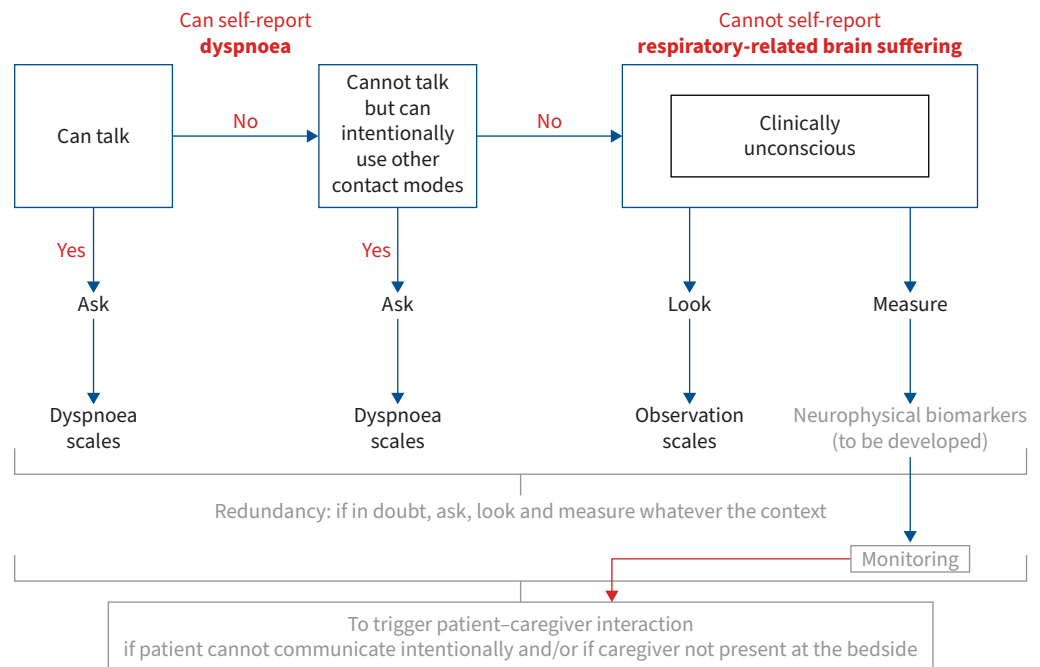 Can self-report
dyspnoea
Cannot self-report
respiratory-related brain suffering
Can talk
No
Cannot talk
but can
intentionally
use other
contact modes
No
Clinically
unconscious
Yes
Yes
Ask
Ask
Look
Measure
Dyspnoea
scales
Dyspnoea
scales
Observation
scales
Neurophysical biomarkers
(to be developed)
Redundancy: if in doubt, ask, look and measure whatever the context
Monitoring
To trigger patient–caregiver interaction
if patient cannot communicate intentionally and/or if caregiver not present at the bedside